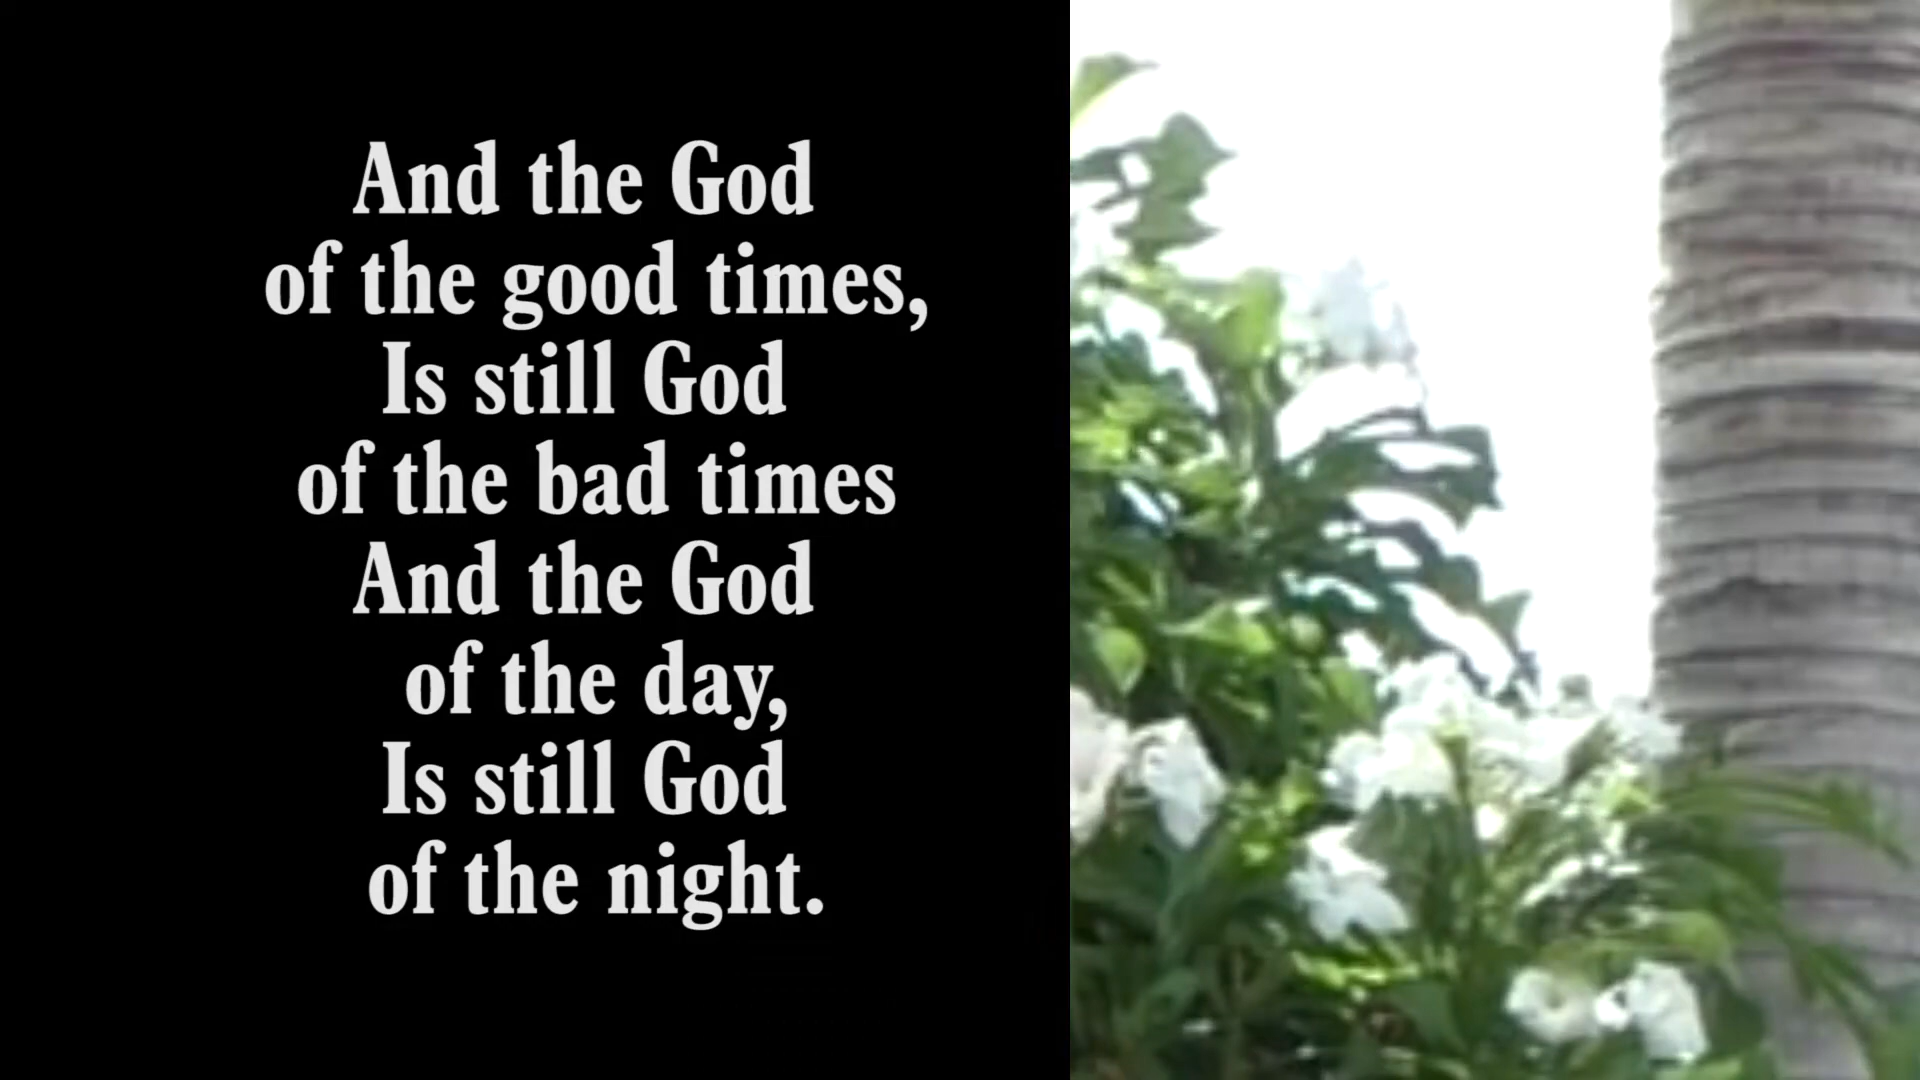 And the God
of the good times,
Is still God
of the bad times
And the God
of the day,
Is still God
of the night.